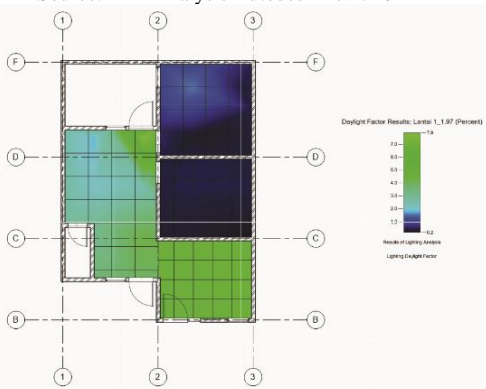 1
2
3
F
F
Daylight Factor Results: Lantai 1_1.97 (Percent)
7.9
7.0
6.0
5.0
4.0
3.0
2.0
1.0
0.2
Results of Lighting Analysis
Lighting Daylight Factor
D
D
C
C
B
B
1
2
3